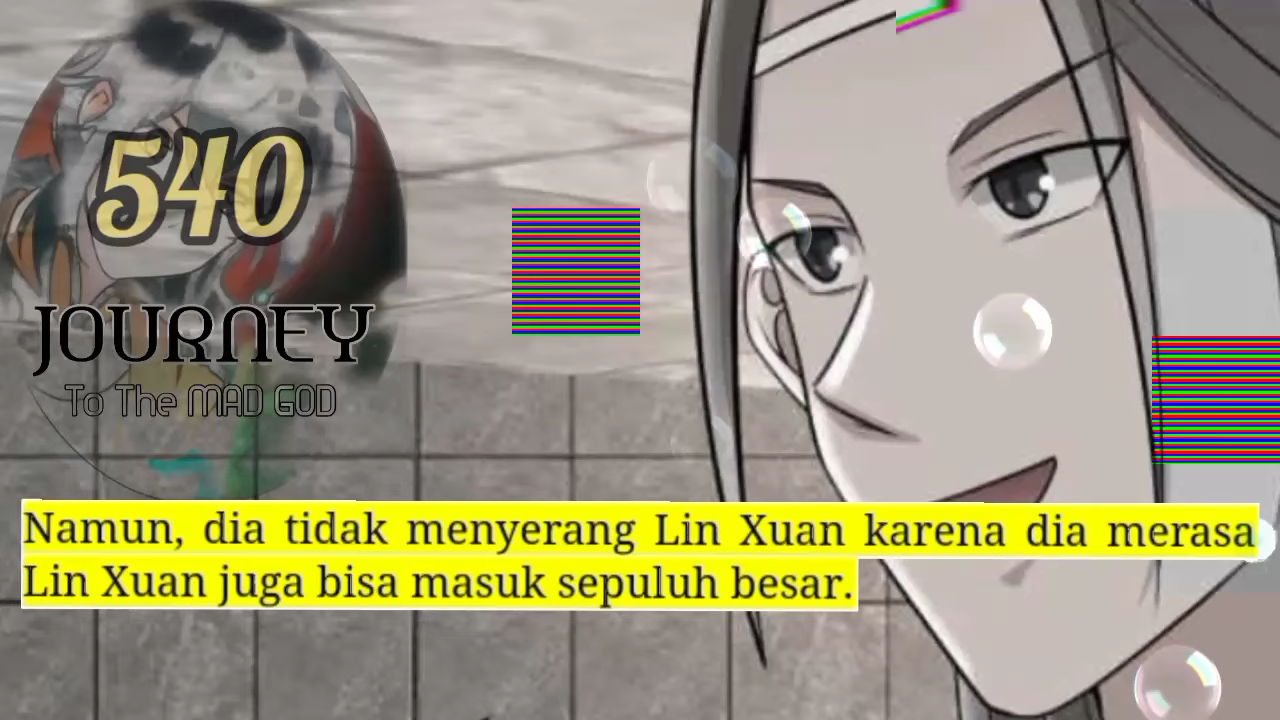 540
JOURNEY
To The MAD GOD
Namun, dia tidak menyerang Lin Xuan karena dia merasa
Lin Xuan juga bisa masuk sepuluh besar.